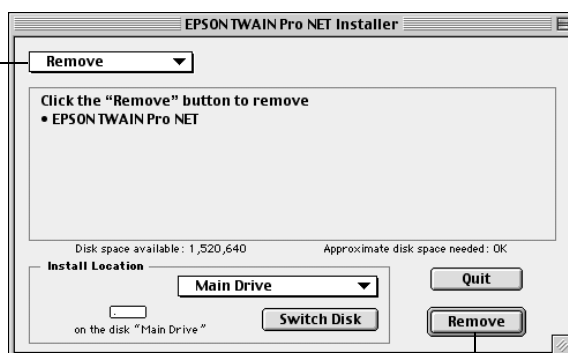 EPSON TWAIN Pro NET Installer
Remove
Click the “Remove” button to remove
• EPSON TWAIN Pro NET
Disk space available: 1,520,640 Approximate disk space needed: 0K
Install Location
Main Drive
Quit
Switch Disk
Remove
on the disk “Main Drive”